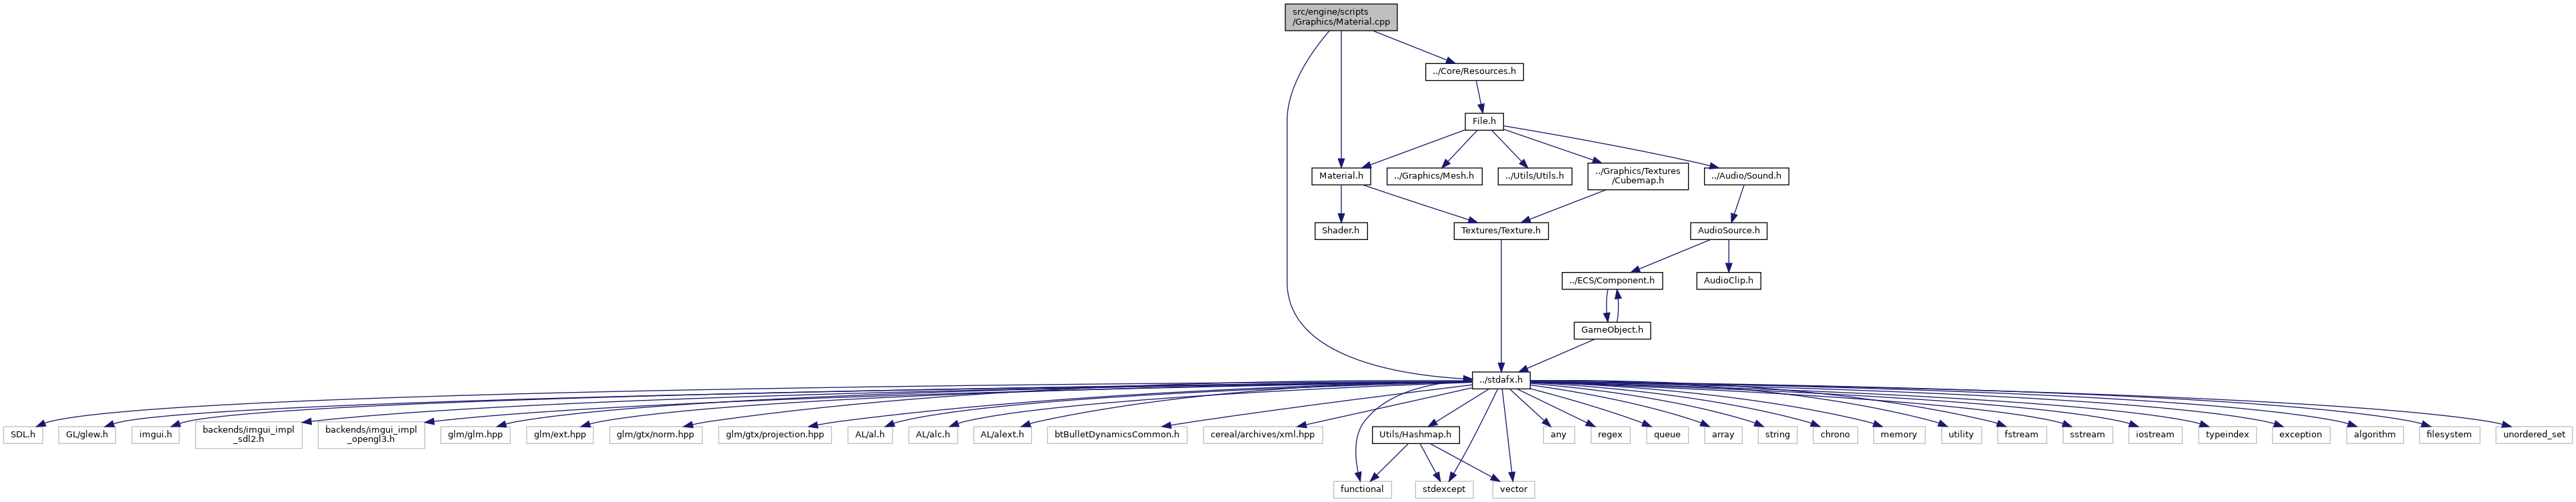 src/engine/scripts
/Graphics/Material.cpp
../Core/Resources.h
File.h
Material.h
../Graphics/Mesh.h
../Utils/Utils.h
../Graphics/Textures
/Cubemap.h
../Audio/Sound.h
Shader.h
Textures/Texture.h
AudioSource.h
../ECS/Component.h
AudioClip.h
GameObject.h
../stdafx.h
SDL.h
GL/glew.h
imgui.h
backends/imgui_impl
_sdl2.h
backends/imgui_impl
_opengl3.h
glm/glm.hpp
glm/ext.hpp
glm/gtx/norm.hpp
glm/gtx/projection.hpp
AL/al.h
AL/alc.h
AL/alext.h
btBulletDynamicsCommon.h
cereal/archives/xml.hpp
Utils/Hashmap.h
any
regex
queue
array
string
chrono
memory
utility
fstream
sstream
iostream
typeindex
exception
algorithm
filesystem
unordered_set
functional
stdexcept
vector